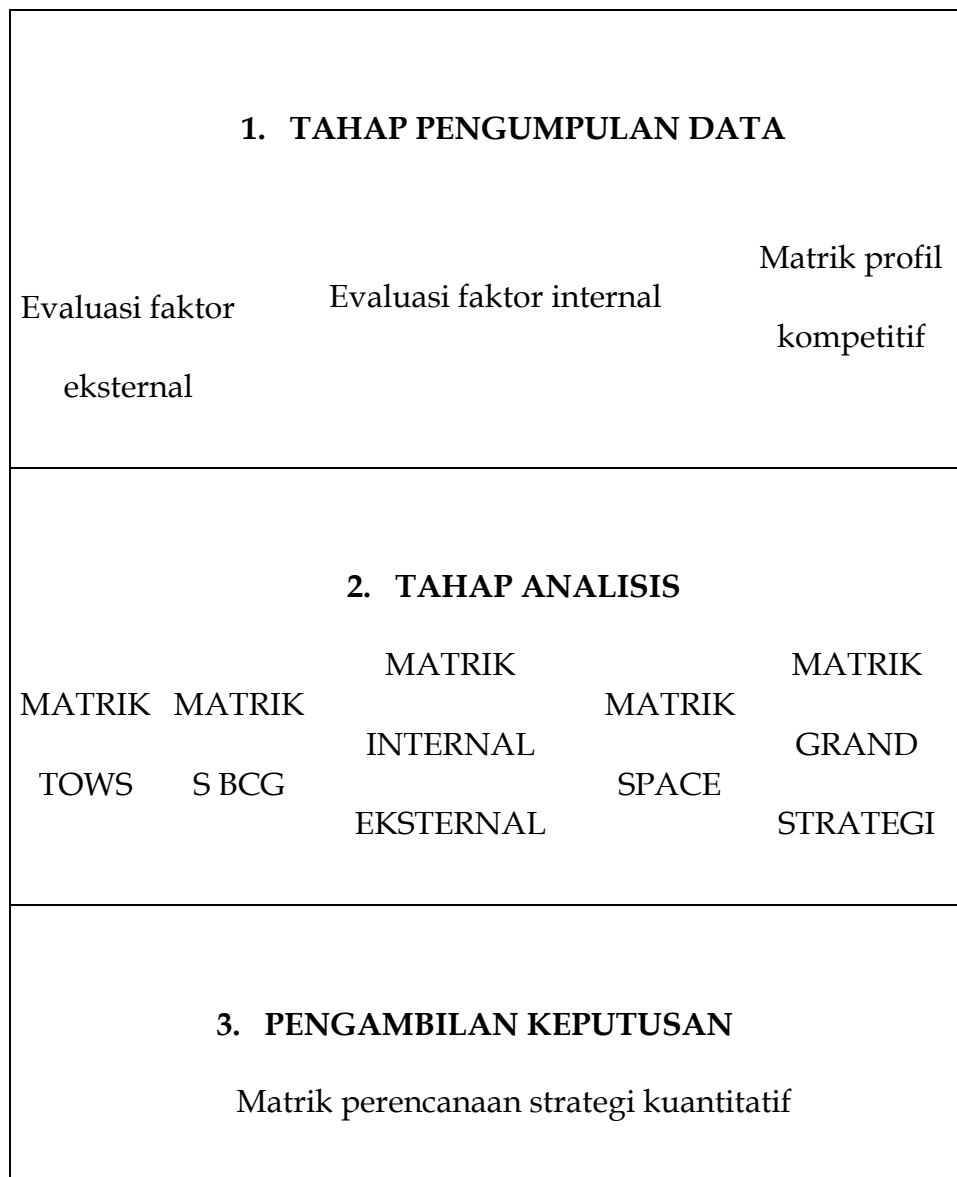 1. TAHAP PENGUMPULAN DATA
Evaluasi faktor
eksternal
Evaluasi faktor internal
Matrik profil
kompetitif
2. TAHAP ANALISIS
MATRIK
TOWS
MATRIK
S BCG
MATRIK
INTERNAL
EKSTERNAL
MATRIK
SPACE
MATRIK
GRAND
STRATEGI
3. PENGAMBILAN KEPUTUSAN
Matrik perencanaan strategi kuantitatif